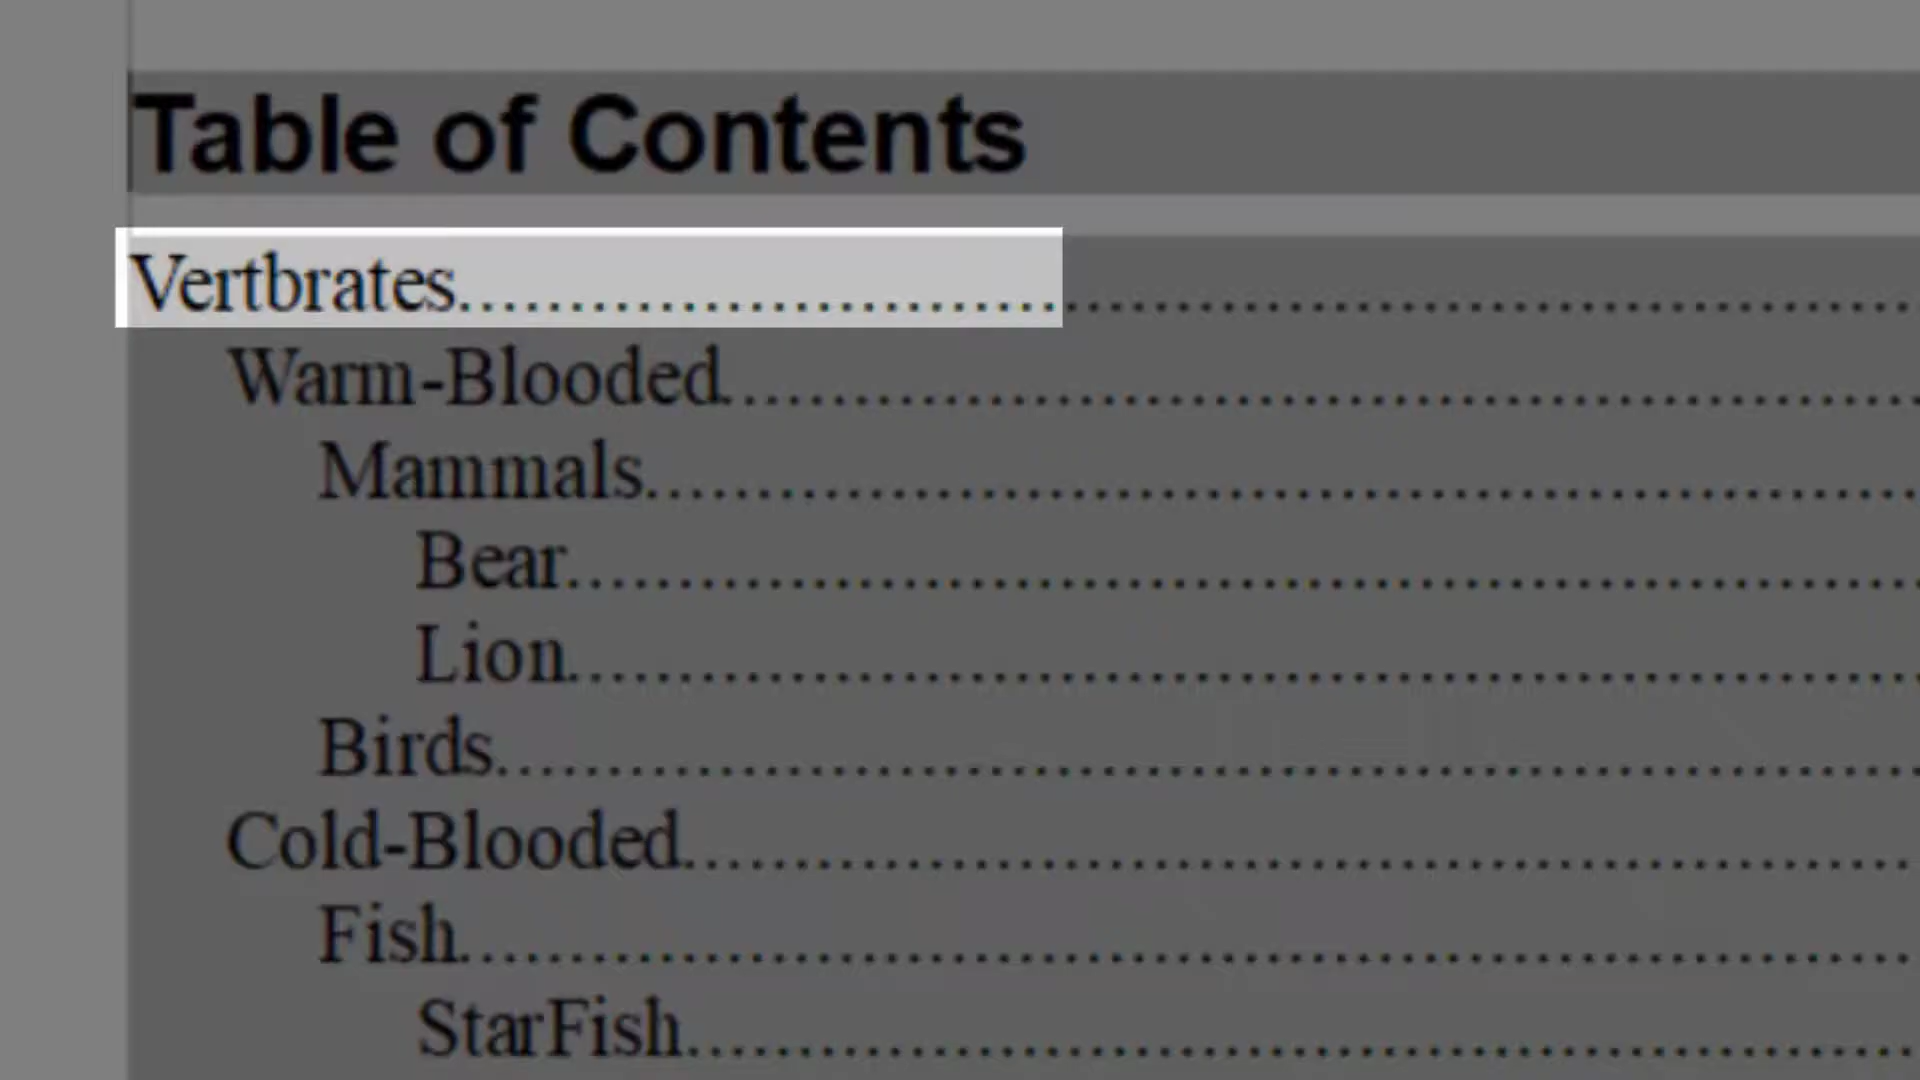 Table of Contents
Vertbrates................................................................
Warm-Blooded.....................................................
Mammals.........................................................
Bear............................................................
Lion............................................................
Birds...............................................................
Cold-Blooded.......................................................
Fish................................................................
StarFish.......................................................